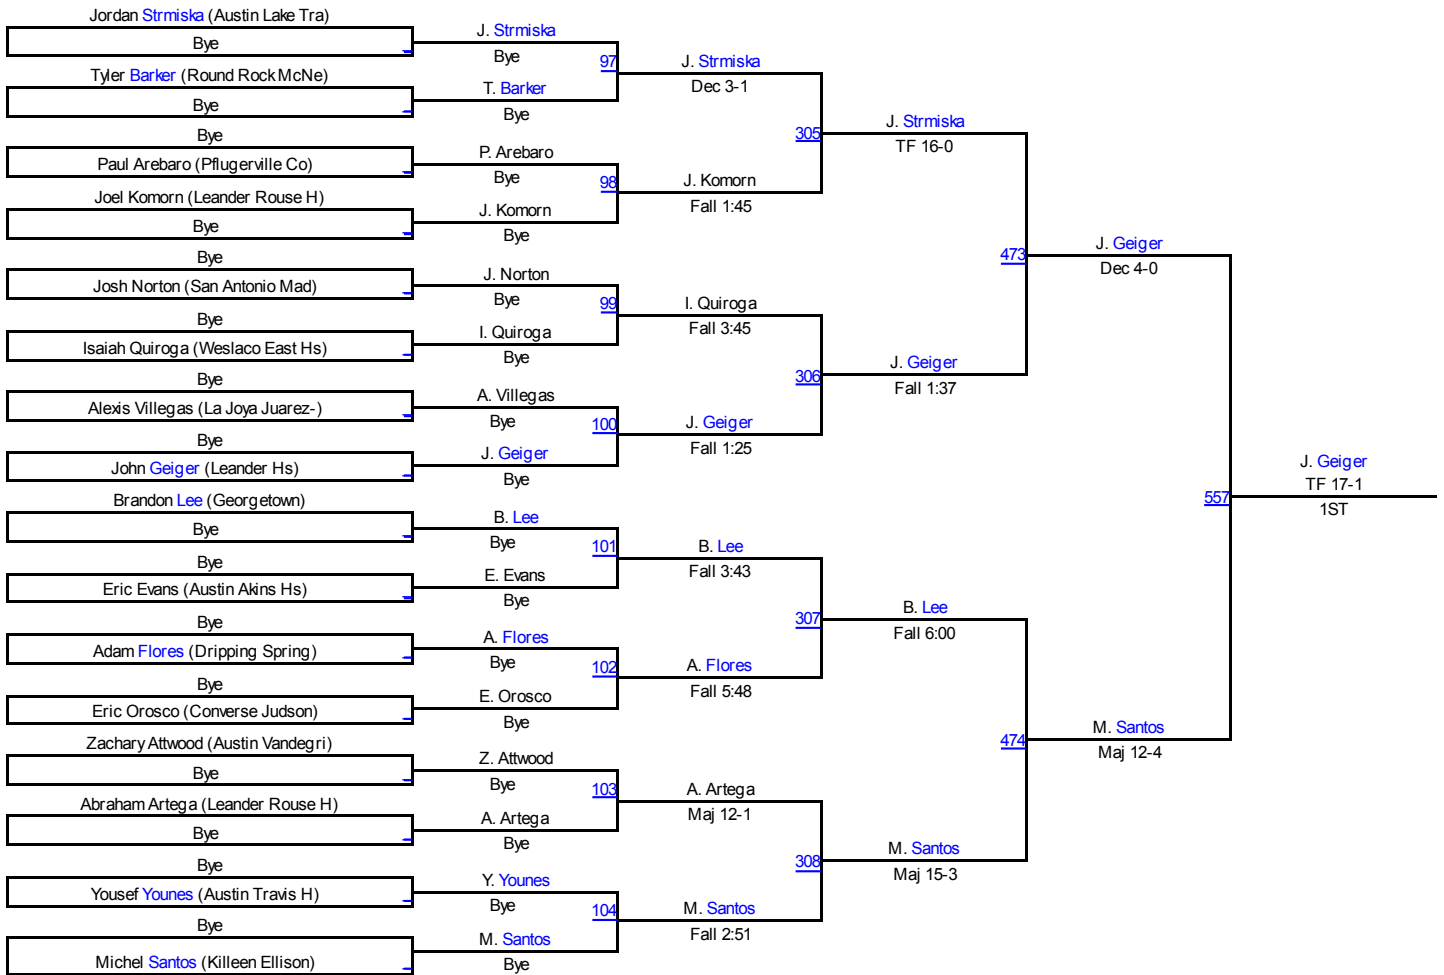 Jordan Strmiska (Austin Lake Tra)
Bye
Tyler Barker (Round Rock McNe)
Bye
Bye
Paul Arebaro (Pflugerville Co)
Joel Komorn (Leander Rouse H)
Bye
Bye
Josh Norton (San Antonio Mad)
Bye
Isaiah Quiroga (Weslaco East Hs)
Bye
Alexis Villegas (La Joya Juarez-)
Bye
John Geiger (Leander Hs)
Brandon Lee (Georgetown)
Bye
Bye
Eric Evans (Austin Akins Hs)
Bye
Adam Flores (Dripping Spring)
Bye
Eric Orosco (Converse Judson)
Zachary Attwood (Austin Vandegri)
Bye
Abraham Artega (Leander Rouse H)
Bye
Bye
Yousef Younes (Austin Travis H)
Bye
Michel Santos (Killeen Ellison)
J. Strmiska
Bye
97
T. Barker
Bye
P. Arebaro
Bye
98
J. Komorn
Bye
J. Norton
Bye
99
I. Quiroga
Bye
A. Villegas
Bye
100
J. Geiger
Bye
B. Lee
Bye
101
E. Evans
Bye
A. Flores
Bye
102
E. Orosco
Bye
Z. Attwood
Bye
103
A. Artega
Bye
Y. Younes
Bye
104
M. Santos
Bye
J. Strmiska
Dec 3-1
305
J. Komorn
Fall 1:45
I. Quiroga
Fall 3:45
306
J. Geiger
Fall 1:25
B. Lee
Fall 3:43
307
A. Flores
Fall 5:48
A. Artega
Maj 12-1
308
M. Santos
Fall 2:51
J. Strmiska
TF 16-0
473
J. Geiger
Fall 1:37
B. Lee
Fall 6:00
474
M. Santos
Maj 15-3
J. Geiger
Dec 4-0
557
M. Santos
Maj 12-4
J. Geiger
TF 17-1
1ST